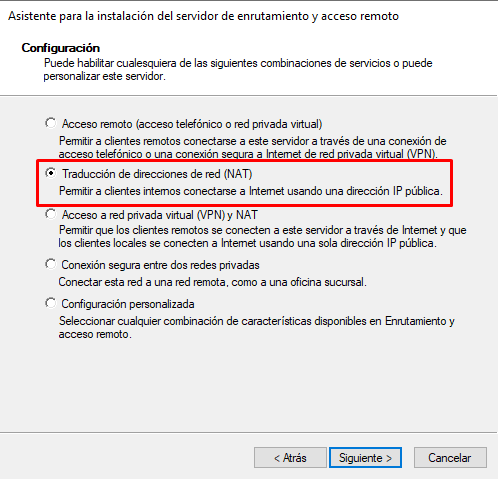 Asistente para la instalación del servidor de enrutamiento y acceso remoto
Configuración
Puede habilitar cualesquiera de las siguientes combinaciones de servicios o puede
personalizar este servidor.
Acceso remoto (acceso telefónico o red privada virtual)
Permitir a clientes remotos conectarse a este servidor a través de una conexión de
acceso telefónico o una conexión segura a Internet de red privada virtual (VPN).
Traducción de direcciones de red (NAT)
Permitir a clientes internos conectarse a Internet usando una dirección IP pública.
Acceso a red privada virtual (VPN) y NAT
Permitir que los clientes remotos se conecten a este servidor a través de Internet y que
los clientes locales se conecten a Internet usando una sola dirección IP pública.
Conexión segura entre dos redes privadas
Conectar esta red a una red remota, como a una oficina sucursal.
Configuración personalizada
Seleccionar cualquier combinación de características disponibles en Enrutamiento y
acceso remoto.
< Atrás
Siguiente >
Cancelar